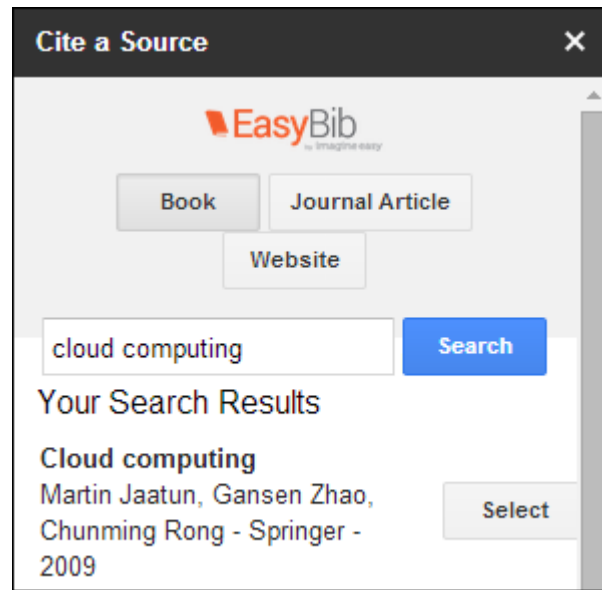 Cite a Source ×
EasyBib
by imagine easy
Book Journal Article
Website
cloud computing Search
Your Search Results
Cloud computing
Martin Jaatun, Gansen Zhao,
Select
Chunming Rong - Springer -
2009